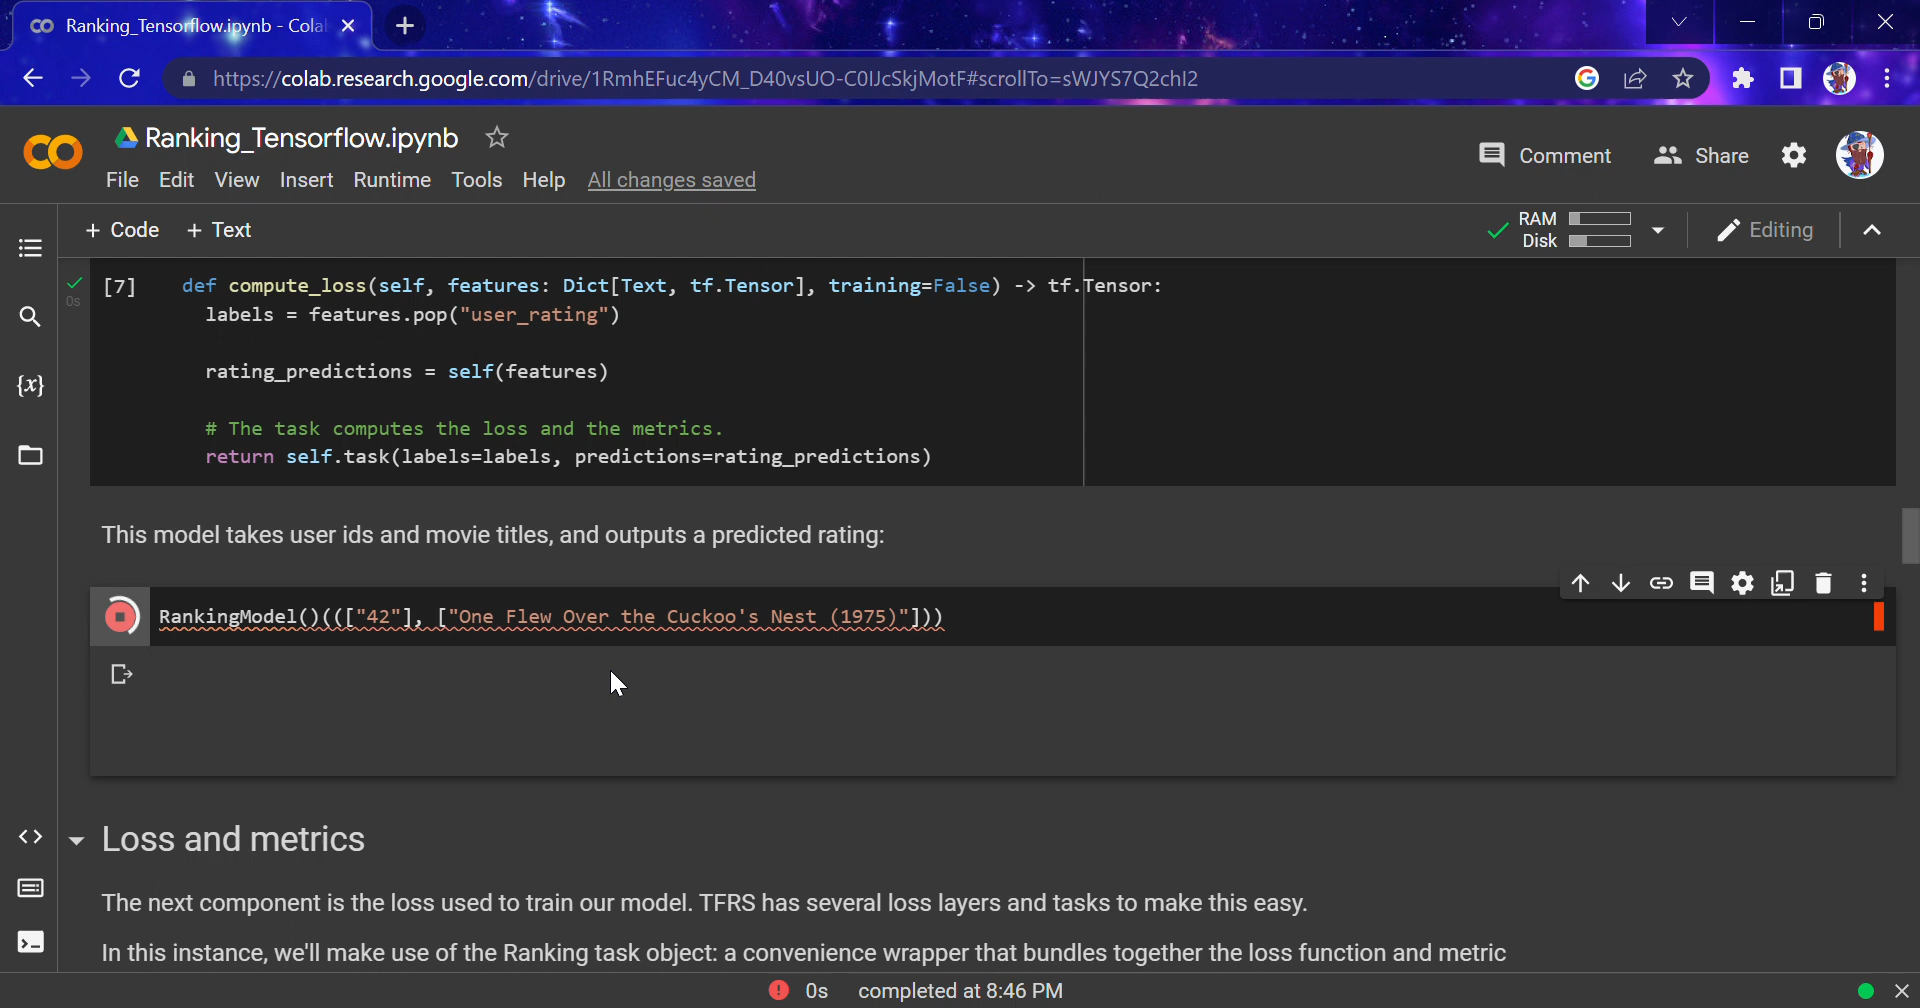 Ranking_Tensorflow.ipynb - Cola
https://colab.research.google.com/drive/1RmhEFuc4yCM_D40vsUO-C0IJcSkjMotF#scrollTo=sWJYS7Q2chI2
Ranking_Tensorflow.ipynb
File Edit View Insert Runtime Tools Help All changes saved
Comment Share
+ Code + Text
RAM
Disk
Editing
0s
[7] def compute_loss(self, features: Dict[Text, tf.Tensor], training=False) -> tf.Tensor:
labels = features.pop("user_rating")
rating_predictions = self(features)
# The task computes the loss and the metrics.
return self.task(labels=labels, predictions=rating_predictions)
This model takes user ids and movie titles, and outputs a predicted rating:
RankingModel()((["42"], ["One Flew Over the Cuckoo's Nest (1975)"]))
Loss and metrics
The next component is the loss used to train our model. TFRS has several loss layers and tasks to make this easy.
In this instance, we'll make use of the Ranking task object: a convenience wrapper that bundles together the loss function and metric
0s completed at 8:46 PM